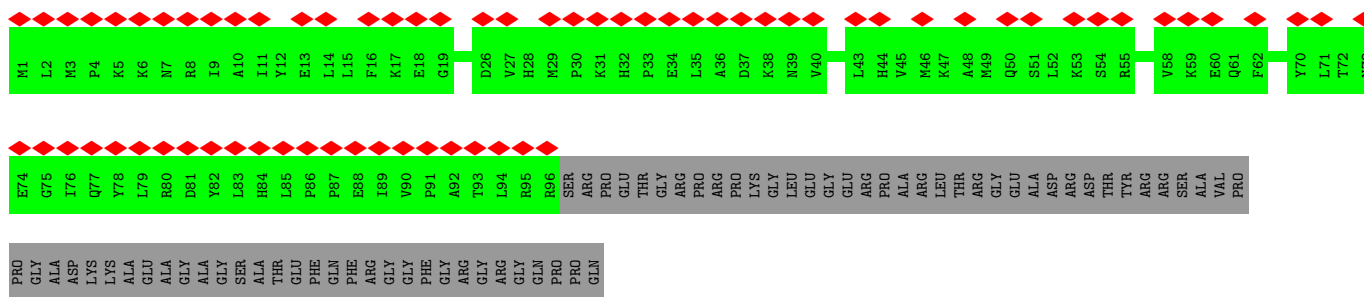 M1 L2 M3 P4 K5 K6 N7 R8 I9 A10 I11 Y12 E13 L14 L15 F16 K17 E18 G19 D26 V27 H28 M29 P30 K31 H32 P33 E34 L35 A36 D37 K38 N39 V40 L43 H44 V45 M46 K47 A48 M49 Q50 S51 L52 K53 S54 R55 V58 K59 E60 Q61 F62 Y70 L71 T72
E74 G75 I76 Q77 Y78 L79 R80 D81 Y82 L83 H84 L85 P86 P87 E88 I89 V90 P91 A92 T93 L94 R95 R96 SER ARG PRO GLU THR GLY ARG PRO ARG PRO LYS GLY LEU GLU GLY GLU ARG PRO ALA ARG LEU THR ARG GLY GLU ALA ASP ARG ASP THR TYR ARG ARG SER ALA VAL PRO
PRO GLY ALA ASP LYS LYS ALA GLU ALA GLY ALA GLY SER ALA THR GLU PHE GLN PHE ARG GLY GLY PHE GLY ARG GLY ARG GLY GLN PRO PRO GLN